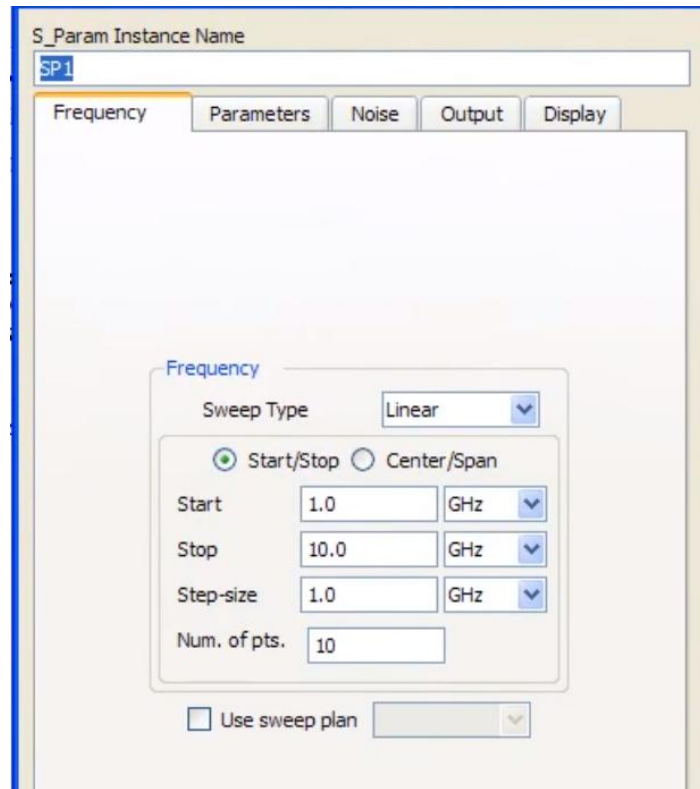 S_Param Instance Name
SP1
Frequency Parameters Noise Output Display
Frequency
Sweep Type Linear
Start/Stop Center/Span
Start 1.0 GHz
Stop 10.0 GHz
Step-size 1.0 GHz
Num. of pts. 10
Use sweep plan